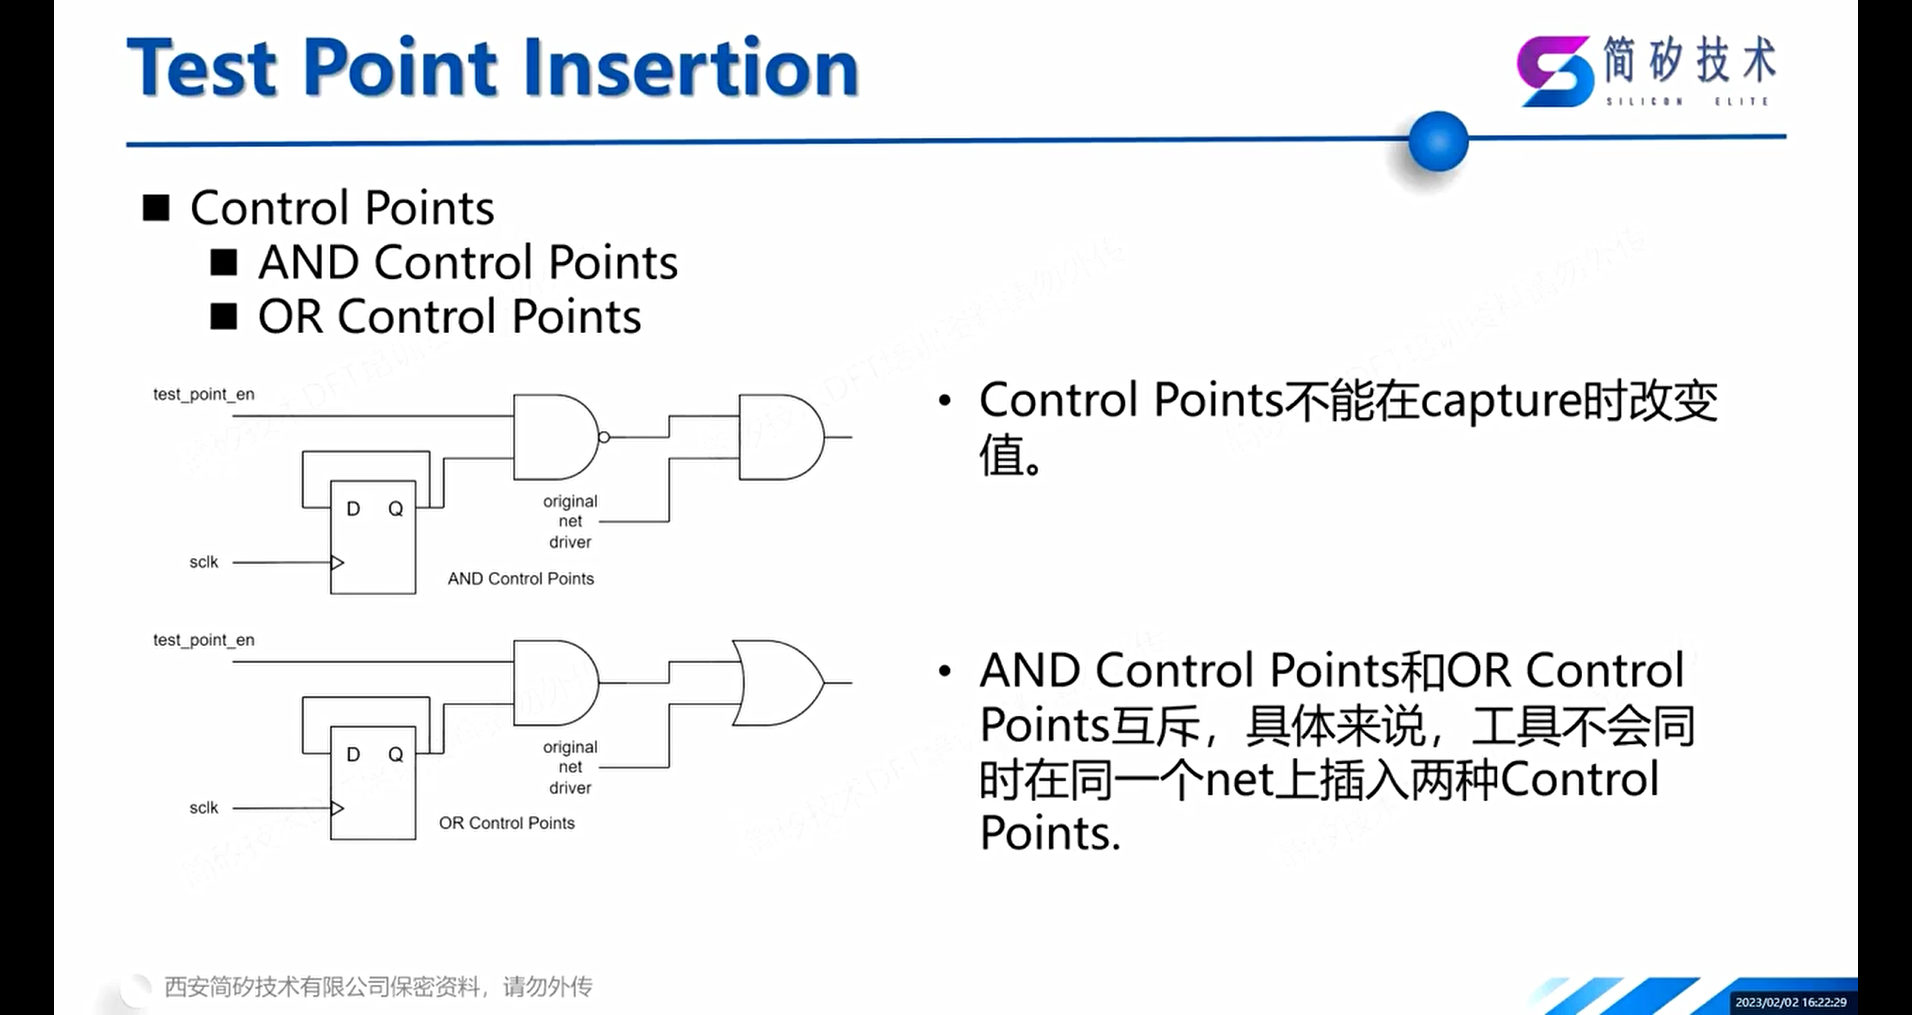 Test Point Insertion
简矽技术
SILICON ELITE
Control Points
AND Control Points
OR Control Points
test_point_en
D Q
sclk
original
net
driver
AND Control Points
test_point_en
D Q
sclk
original
net
driver
OR Control Points
Control Points不能在capture时改变
值。
AND Control Points和OR Control
Points互斥，具体来说，工具不会同
时在同一个net上插入两种Control
Points.
西安简矽技术有限公司保密资料，请勿外传
2023/02/02 16:22:29